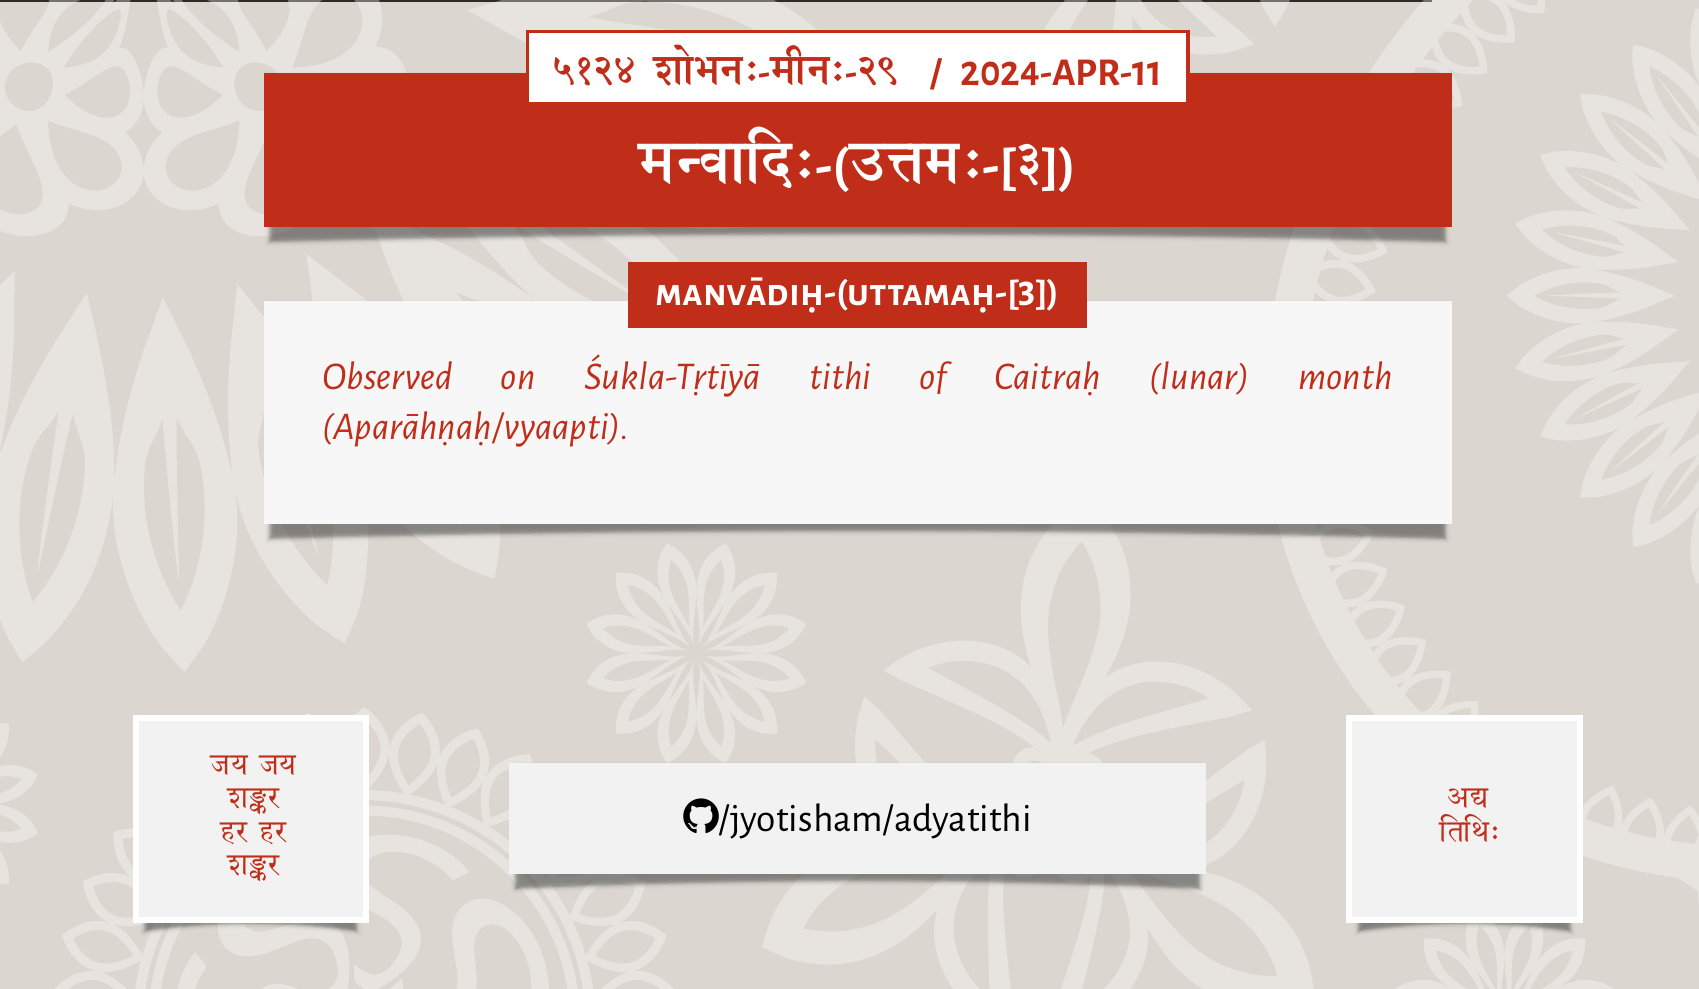 ५१२४ शोभनः-मीनः-२९ / 2024-APR-11
मन्वादिः-(उत्तमः-[३])
MANVĀDIḤ-(UTTAMAḤ-[3])
Observed on Śukla-Tṛtīyā tithi of Caitraḥ (lunar) month
(Aparāhṇaḥ/vyaapti).
जय जय
शङ्कर
हर हर
शङ्कर
/jyotisham/adyatithi
अद्य
तिथिः